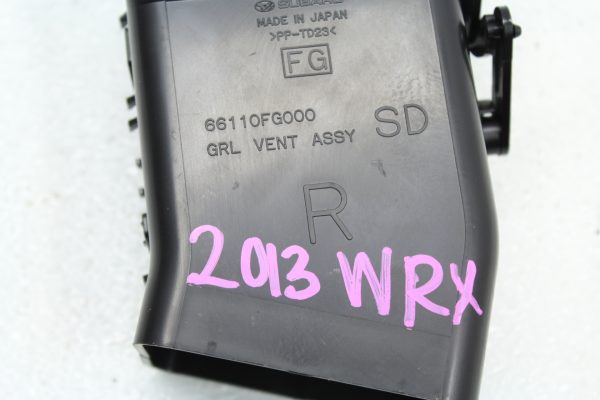 SUBARU
MADE IN JAPAN
>PP-TD23<
FG
66110FG000 SD
GRL VENT ASSY
R
2013 WRX